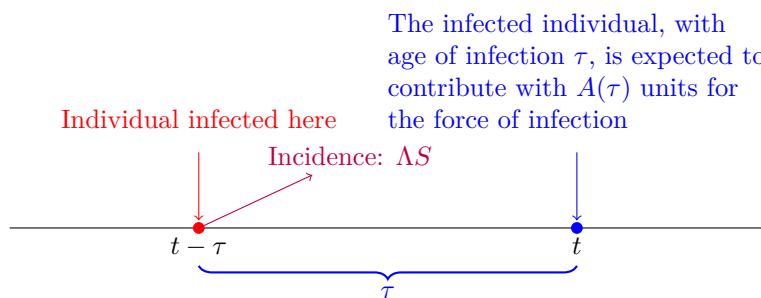 The infected individual, with
age of infection τ, is expected to
contribute with A(τ) units for
the force of infection
Individual infected here
Incidence: ΛS
t − τ
t
τ